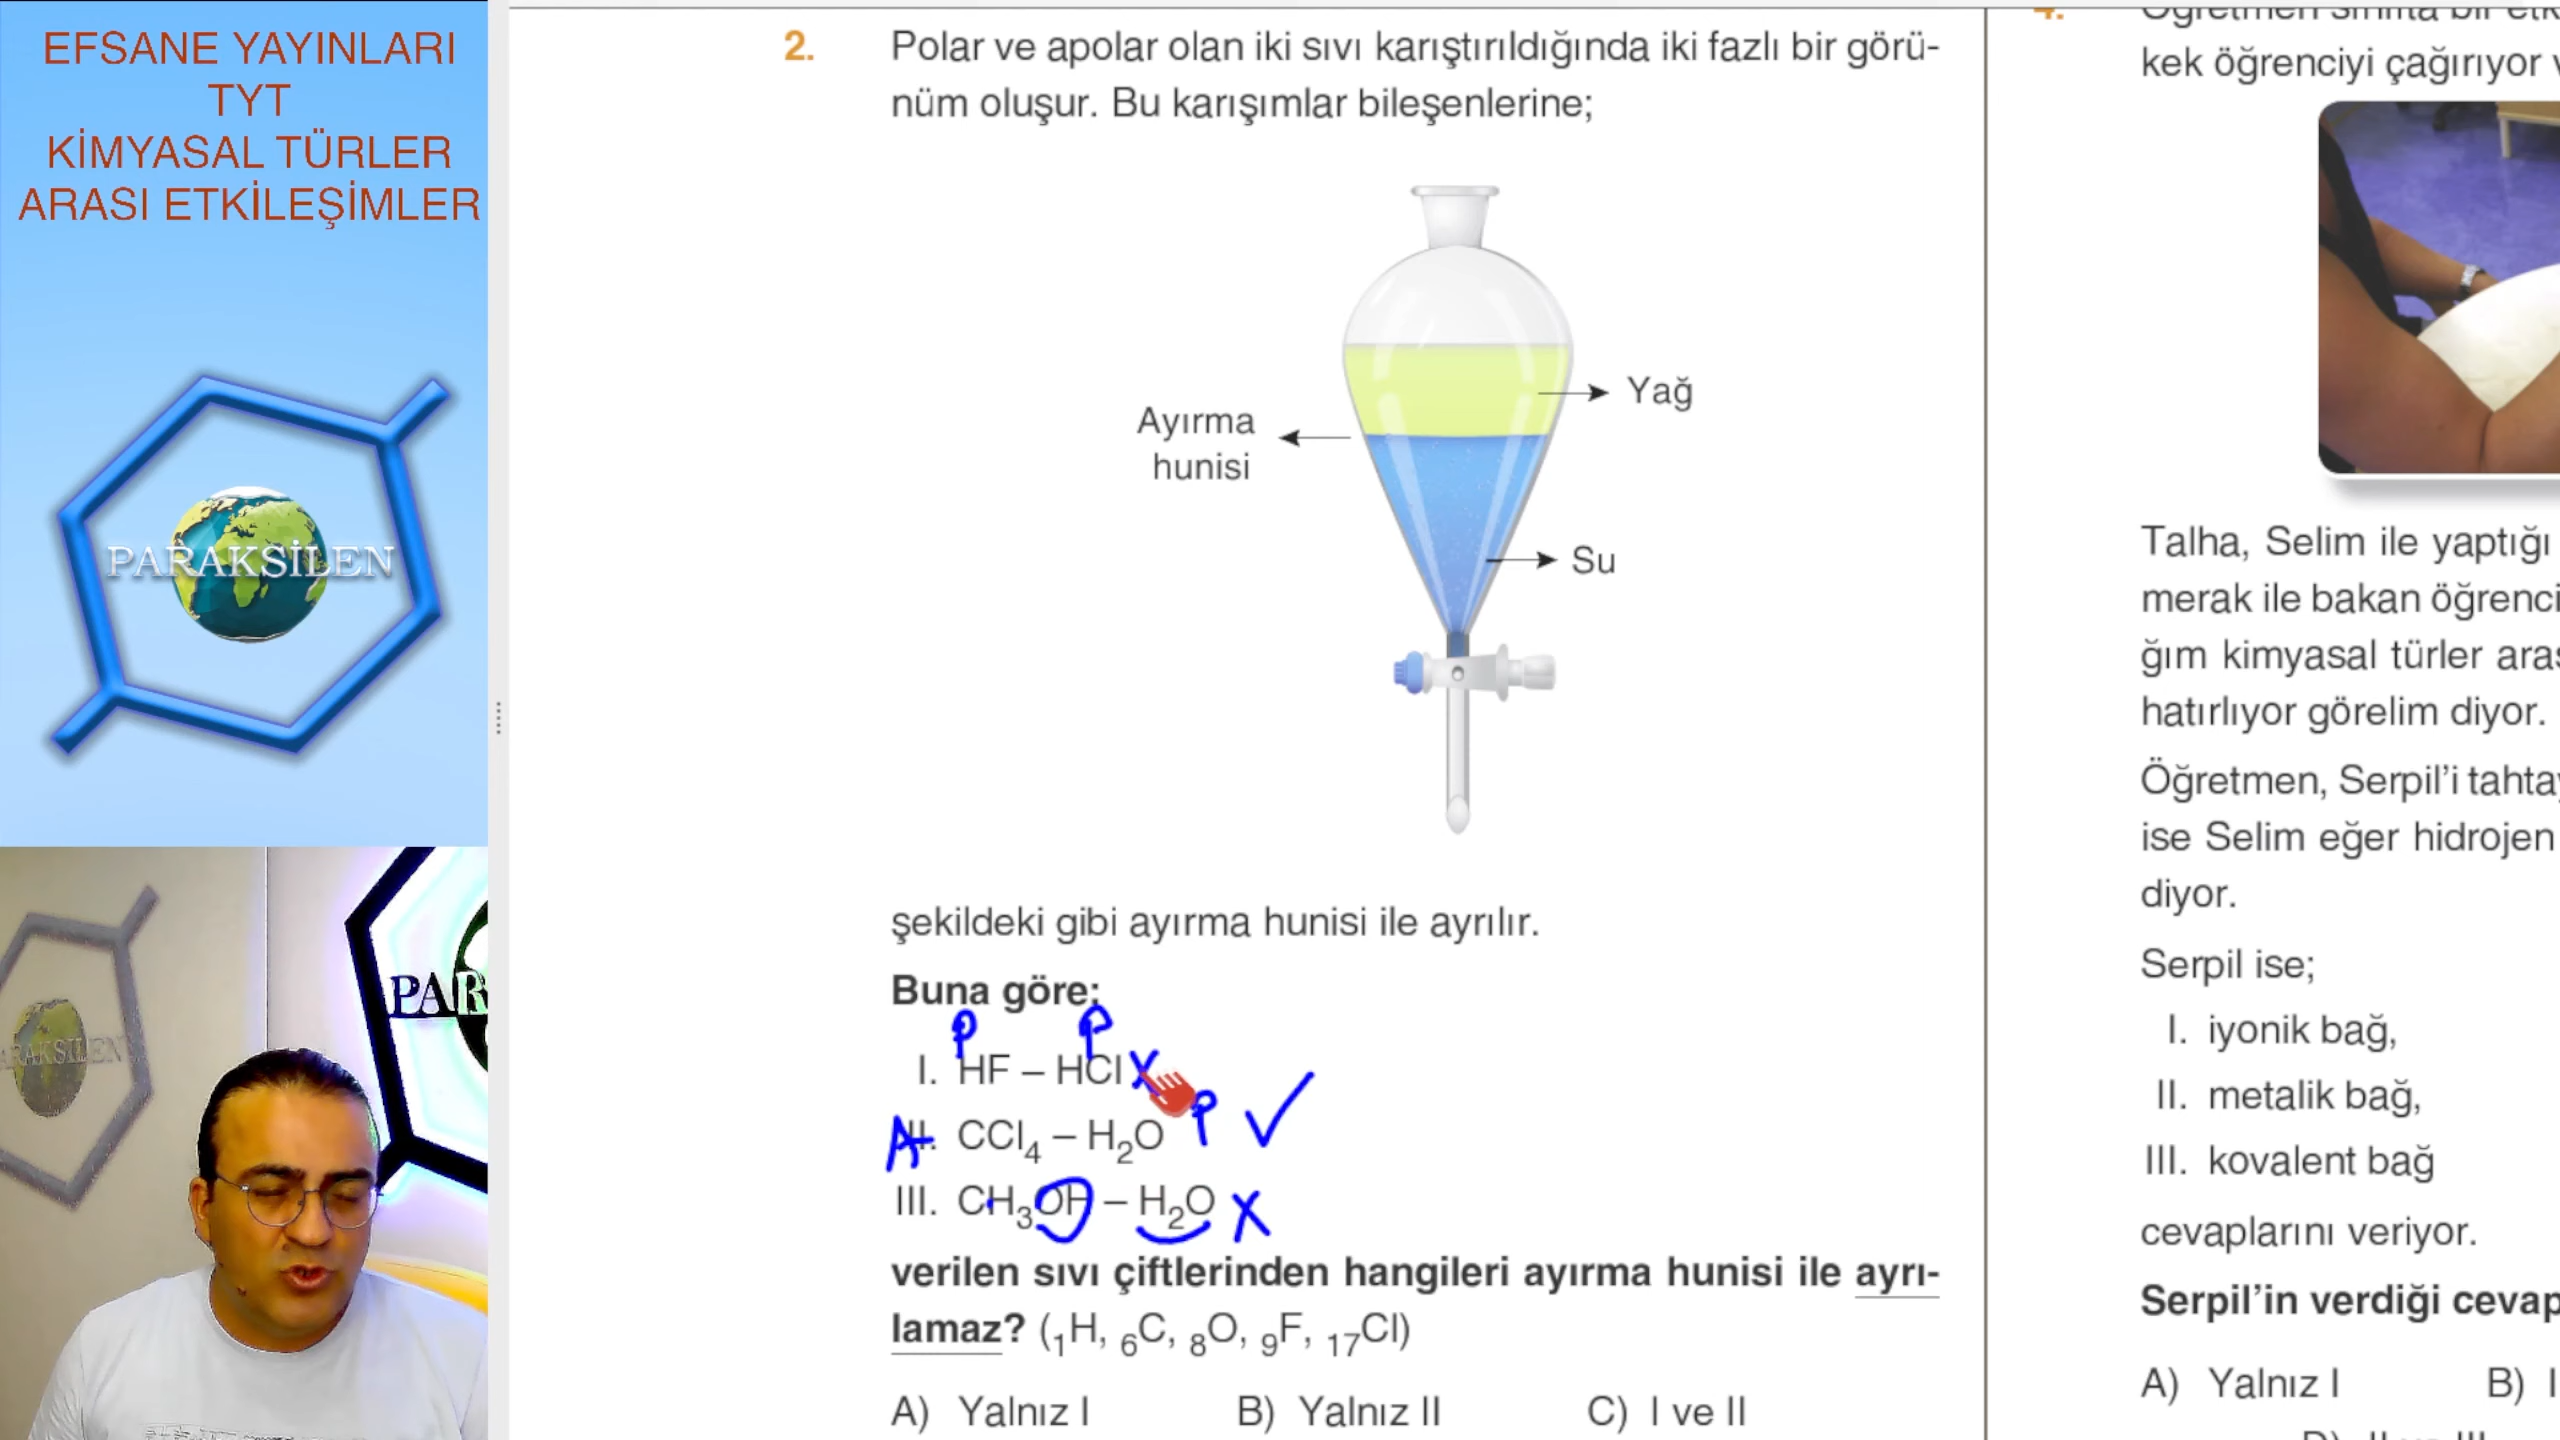 EFSANE YAYINLARI
TYT
KİMYASAL TÜRLER
ARASI ETKİLEŞİMLER
PARAKSİLEN
PAR
2. Polar ve apolar olan iki sıvı karıştırıldığında iki fazlı bir görü-
nüm oluşur. Bu karışımlar bileşenlerine;
Yağ
Ayırma
hunisi
Su
şekildeki gibi ayırma hunisi ile ayrılır.
Buna göre;
P P
I. HF – HCl X
A II. CCl₄ – H₂O P ✓
III. CH₃OH – H₂O X
verilen sıvı çiftlerinden hangileri ayırma hunisi ile ayrı-
lamaz? (₁H, ₆C, ₈O, ₉F, ₁₇Cl)
A) Yalnız I B) Yalnız II C) I ve II
4.
kek öğrenciyi çağırıyor
Talha, Selim ile yaptığı
merak ile bakan öğrenci
ğım kimyasal türler aras
hatırlıyor görelim diyor.
Öğretmen, Serpil'i tahta
ise Selim eğer hidrojen
diyor.
Serpil ise;
I. iyonik bağ,
II. metalik bağ,
III. kovalent bağ
cevaplarını veriyor.
Serpil'in verdiği cevap
A) Yalnız I B) I